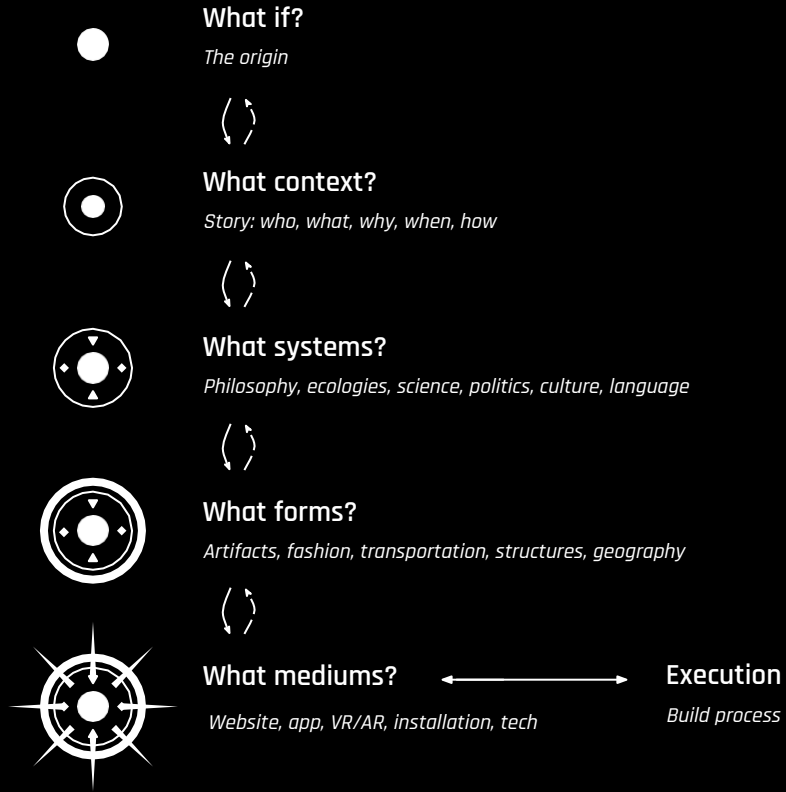 What if?
The origin
What context?
Story: who, what, why, when, how
What systems?
Philosophy, ecologies, science, politics, culture, language
What forms?
Artifacts, fashion, transportation, structures, geography
What mediums?
Execution
Website, app, VR/AR, installation, tech
Build process